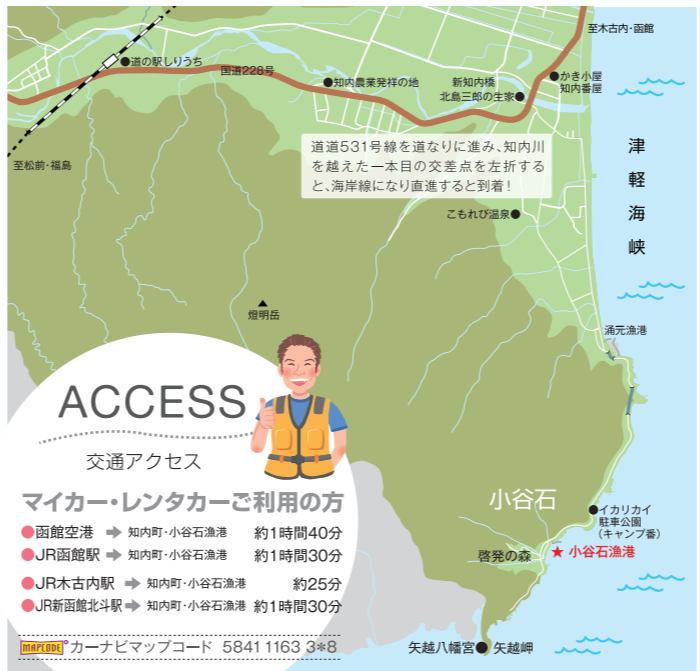 至木古内・函館
道の駅しりうち
国道228号
知内農業発祥の地
新知内橋
北島三郎の生家
かき小屋
知内番屋
道道531号線を道なりに進み、知内川
を越えた一本目の交差点を左折する
と、海岸線になり直進すると到着!
至松前・福島
津軽海峡
こもれび温泉
燈明岳
涌元漁港
ACCESS
交通アクセス
マイカー・レンタカーご利用の方
函館空港 ➡ 知内町・小谷石漁港 約1時間40分
JR函館駅 ➡ 知内町・小谷石漁港 約1時間30分
JR木古内駅 ➡ 知内町・小谷石漁港 約25分
JR新函館北斗駅 ➡ 知内町・小谷石漁港 約1時間30分
MAPCODE カーナビマップコード 5841 1163 3*8
小谷石
イカリカイ
駐車公園
(キャンプ番)
啓発の森
★ 小谷石漁港
矢越八幡宮
矢越岬